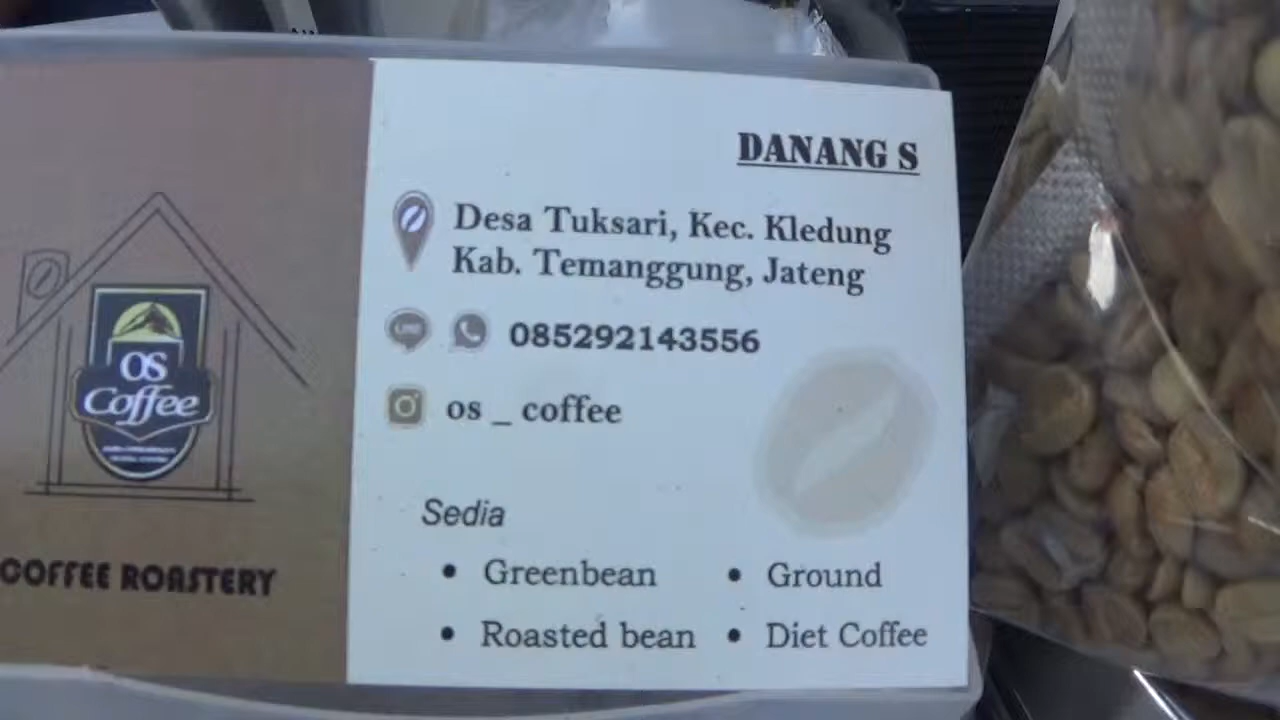 DANANG S
Desa Tuksari, Kec. Kledung
Kab. Temanggung, Jateng
LINE
085292143556
os _ coffee
OS
Coffee
COFFEE ROASTERY
Sedia
• Greenbean
• Ground
• Roasted bean
• Diet Coffee